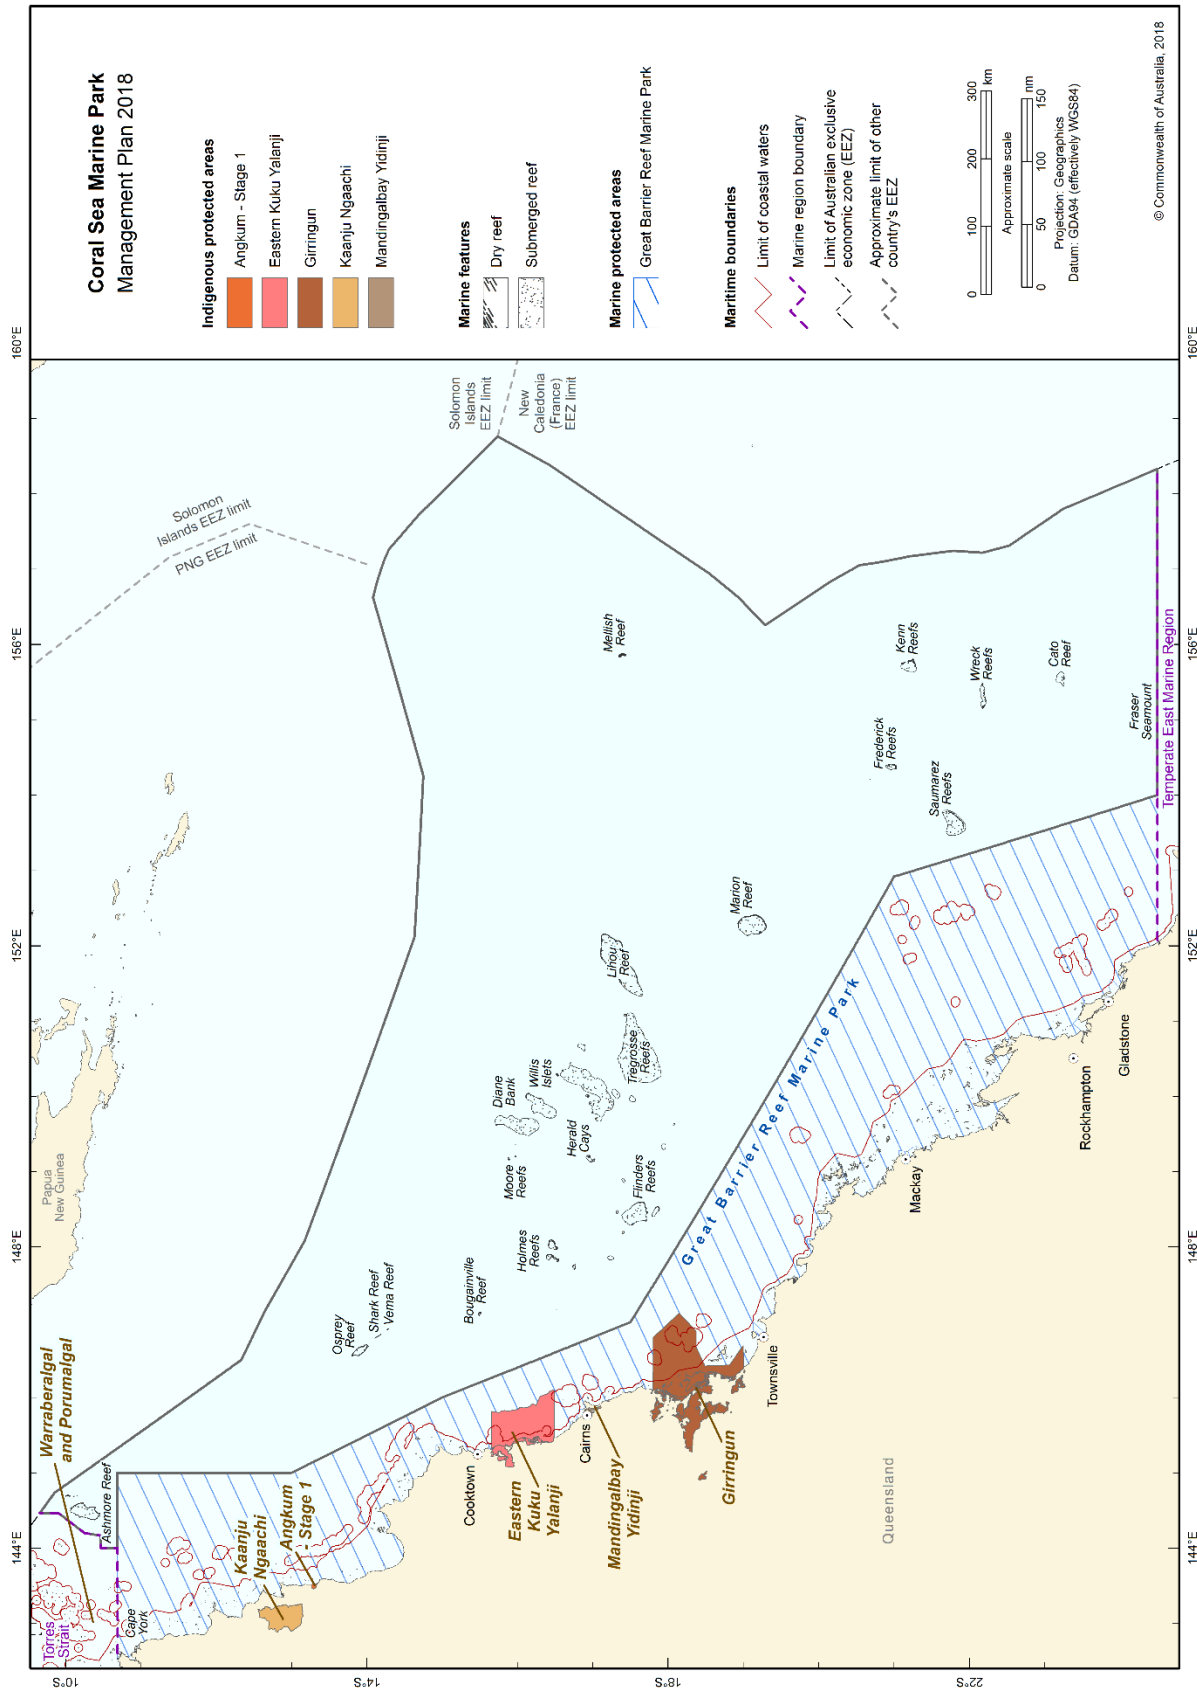 Coral Sea Marine Park
Management Plan 2018
Indigenous protected areas
Angkum - Stage 1
Eastern Kuku Yalanji
Girringun
Kaanju Ngaachi
Mandingalbay Yidinji
Marine features
Dry reef
Submerged reef
Marine protected areas
Great Barrier Reef Marine Park
Maritime boundaries
Limit of coastal waters
Marine region boundary
Limit of Australian exclusive
economic zone (EEZ)
Approximate limit of other
country's EEZ
0 100 200 300 km
Approximate scale
0 50 100 150 nm
Projection: Geographics
Datum: GDA94 (effectively WGS84)
© Commonwealth of Australia, 2018
144°E
148°E
152°E
156°E
160°E
144°E
148°E
152°E
156°E
160°E
10°S
14°S
18°S
22°S
Torres
Strait
Warraberalgal
and Porumalgal
Ashmore Reef
Cape
York
Papua
New Guinea
Solomon
Islands EEZ limit
PNG EEZ limit
Solomon
Islands
EEZ limit
New
Caledonia
(France)
EEZ limit
Kaanju
Ngaachi
Angkum
- Stage 1
Osprey
Reef
Shark Reef
Vema Reef
Bougainville
Reef
Holmes
Reefs
Moore
Reefs
Diane
Bank
Willis
Islets
Herald
Cays
Flinders
Reefs
Tregrosse
Reefs
Lihou
Reef
Mellish
Reef
Marion
Reef
Frederick
Reefs
Kenn
Reefs
Saumarez
Reefs
Wreck
Reefs
Cato
Reef
Fraser
Seamount
Temperate East Marine Region
Great Barrier Reef Marine Park
Cooktown
Eastern
Kuku
Yalanji
Cairns
Mandingalbay
Yidinji
Girringun
Townsville
Queensland
Mackay
Rockhampton
Gladstone